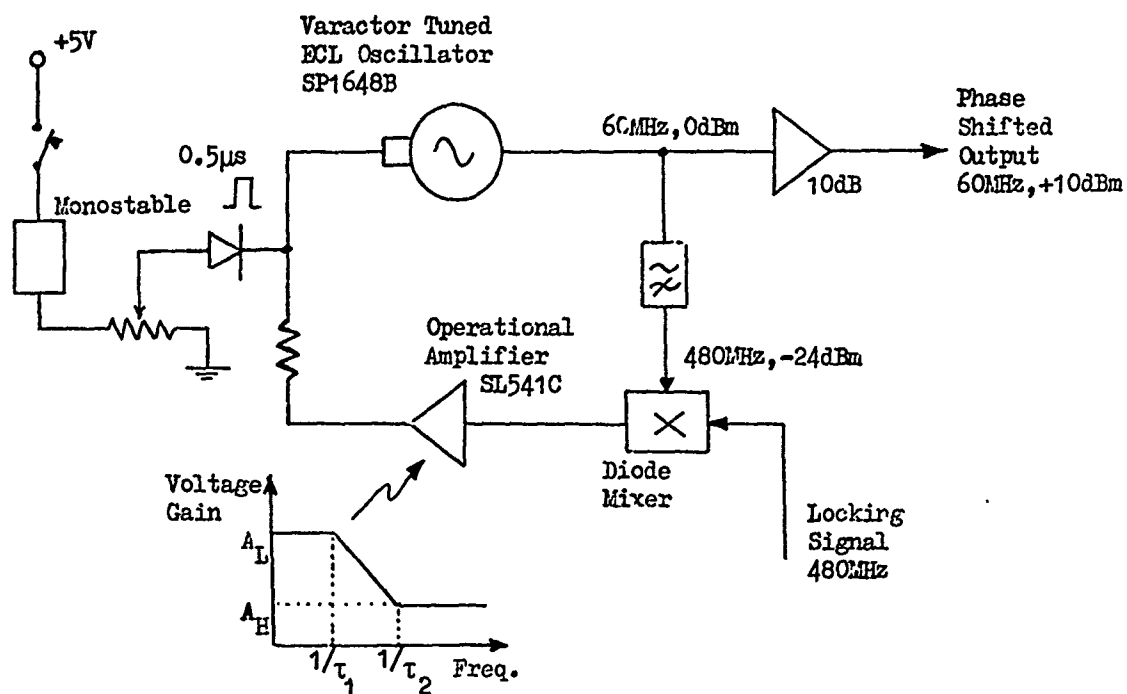 Varactor Tuned
ECL Oscillator
SP1648B
+5V
0.5μs
Monostable
60MHz, 0dBm
10dB
Phase
Shifted
Output
60MHz, +10dBm
Operational
Amplifier
SL541C
480MHz, -24dBm
Diode
Mixer
Locking
Signal
480MHz
Voltage
Gain
A_L
A_H
1/τ_1
1/τ_2
Freq.